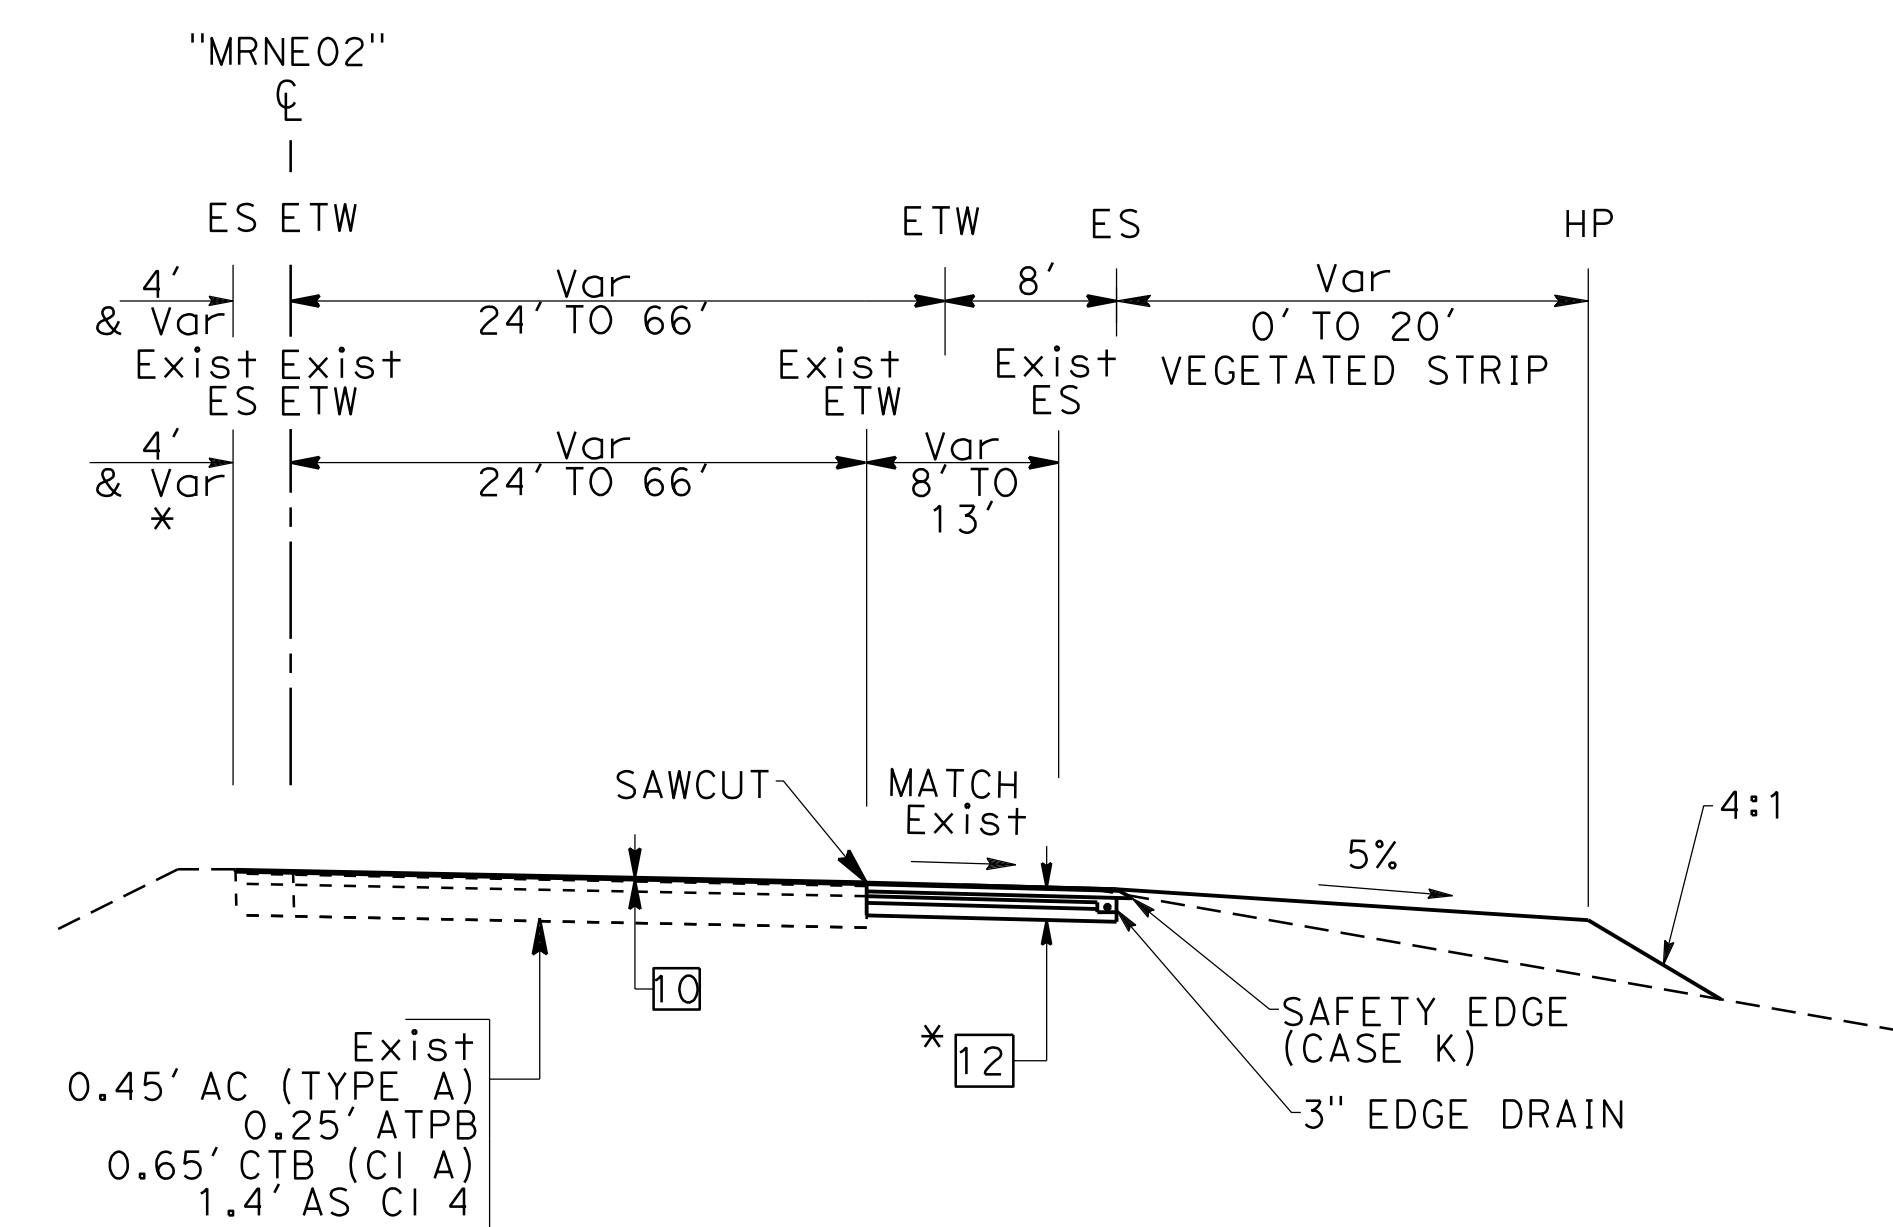 "MRNE02"
℄
ES ETW
ETW
ES
HP
4'
& Var
Var
24' TO 66'
8'
Var
0' TO 20'
VEGETATED STRIP
Exist Exist
ES ETW
Exist
ETW
Exist
ES
4'
& Var
*
Var
24' TO 66'
Var
8' TO
13'
SAWCUT
MATCH
Exist
5%
4:1
10
* 12
SAFETY EDGE
(CASE K)
3" EDGE DRAIN
Exist
0.45' AC (TYPE A)
0.25' ATPB
0.65' CTB (Cl A)
1.4' AS Cl 4